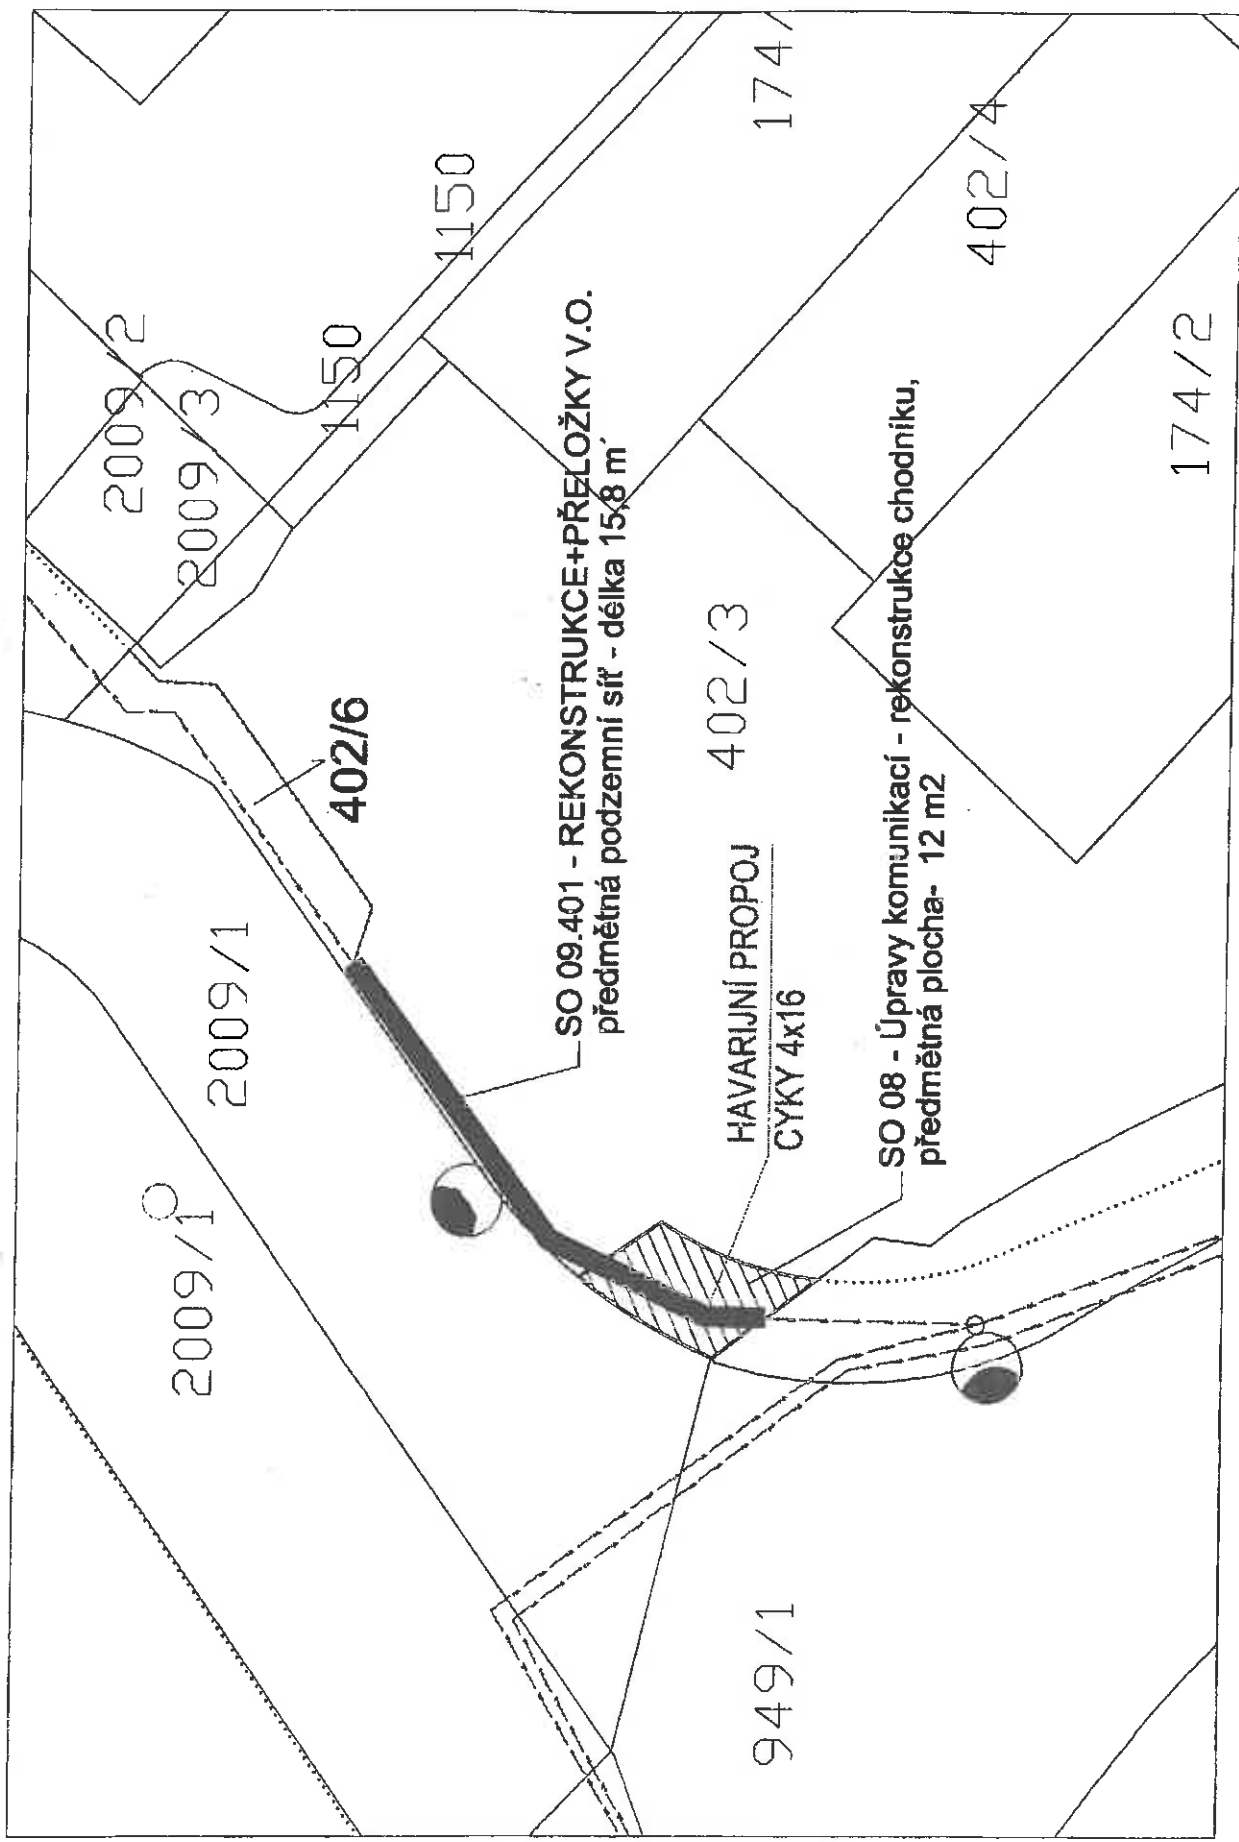 2009/1
2009/1
402/6
2009/2
2009/3
1150
1150
SO 09.401 - REKONSTRUKCE+PŘELOŽKY V.O.
předmětná podzemní síť - délka 15,8 m
402/3
174/
402/4
HAVARIJNÍ PROPOJ
CYKY 4x16
SO 08 - Úpravy komunikací - rekonstrukce chodníku,
předmětná plocha- 12 m2
949/1
174/2